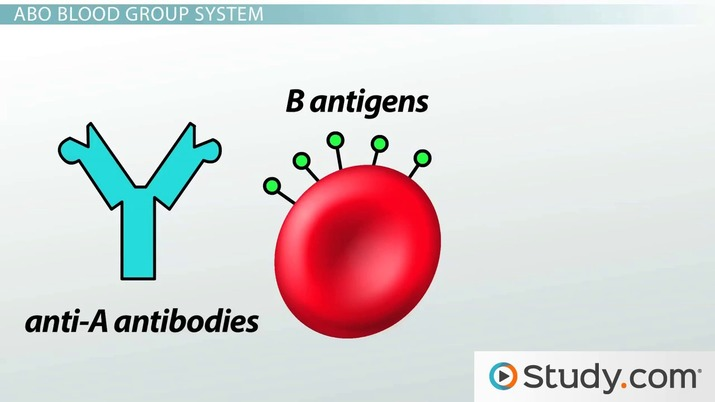 ABO BLOOD GROUP SYSTEM
B antigens
anti-A antibodies
Study.com